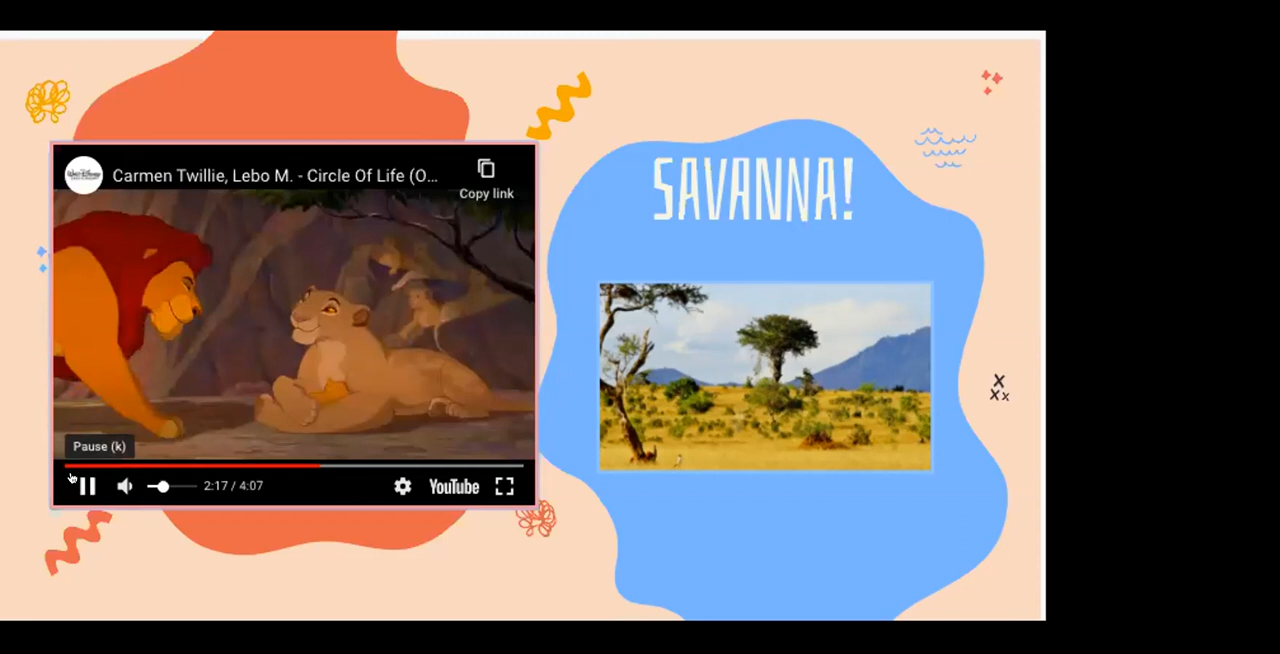 Carmen Twillie, Lebo M. - Circle Of Life (O...
Copy link
SAVANNA!
Pause (k)
2:17 / 4:07
YouTube
X
X X